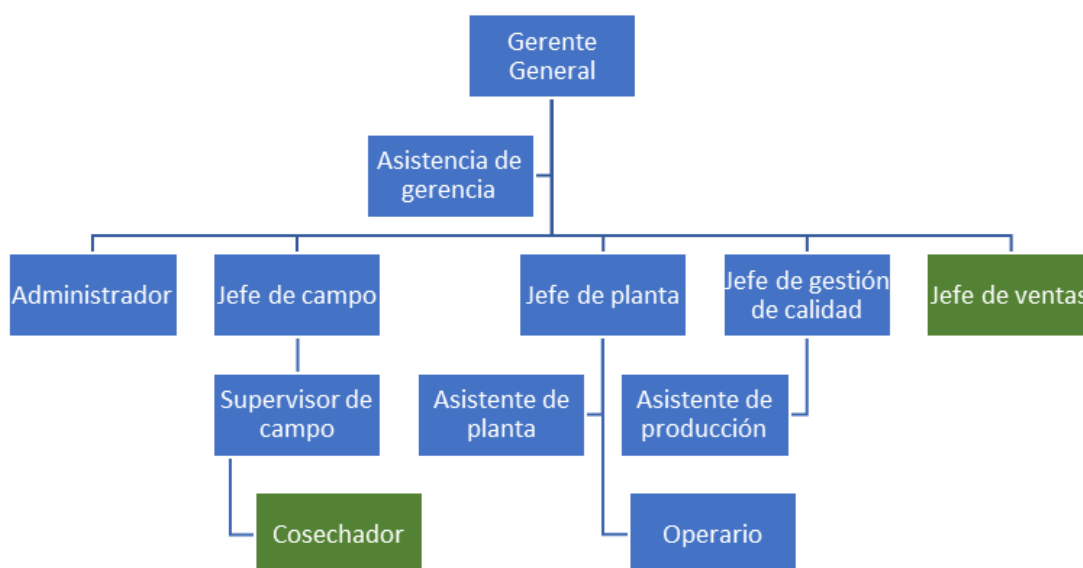 Gerente
General
Asistencia de
gerencia
Administrador
Jefe de campo
Jefe de planta
Jefe de gestión
de calidad
Jefe de ventas
Supervisor de
campo
Asistente de
planta
Asistente de
producción
Cosechador
Operario